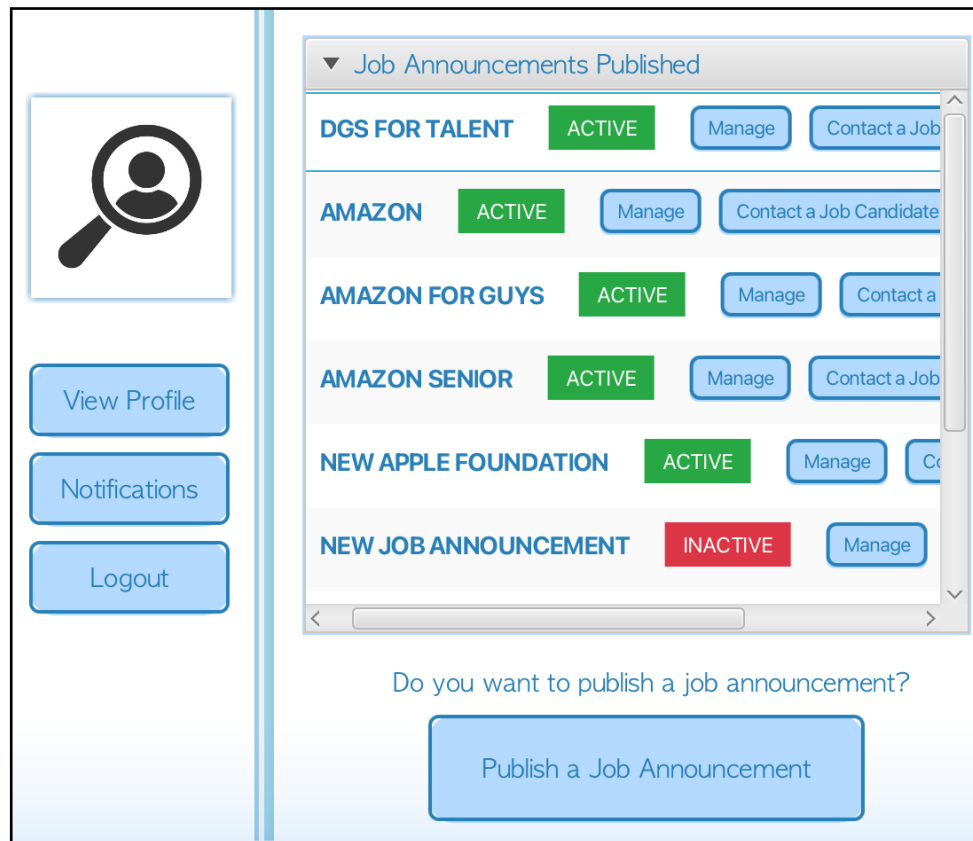 Job Announcements Published
DGS FOR TALENT ACTIVE Manage Contact a Job
AMAZON ACTIVE Manage Contact a Job Candidate
AMAZON FOR GUYS ACTIVE Manage Contact a
AMAZON SENIOR ACTIVE Manage Contact a Job
NEW APPLE FOUNDATION ACTIVE Manage
NEW JOB ANNOUNCEMENT INACTIVE Manage
View Profile
Notifications
Logout
Do you want to publish a job announcement?
Publish a Job Announcement